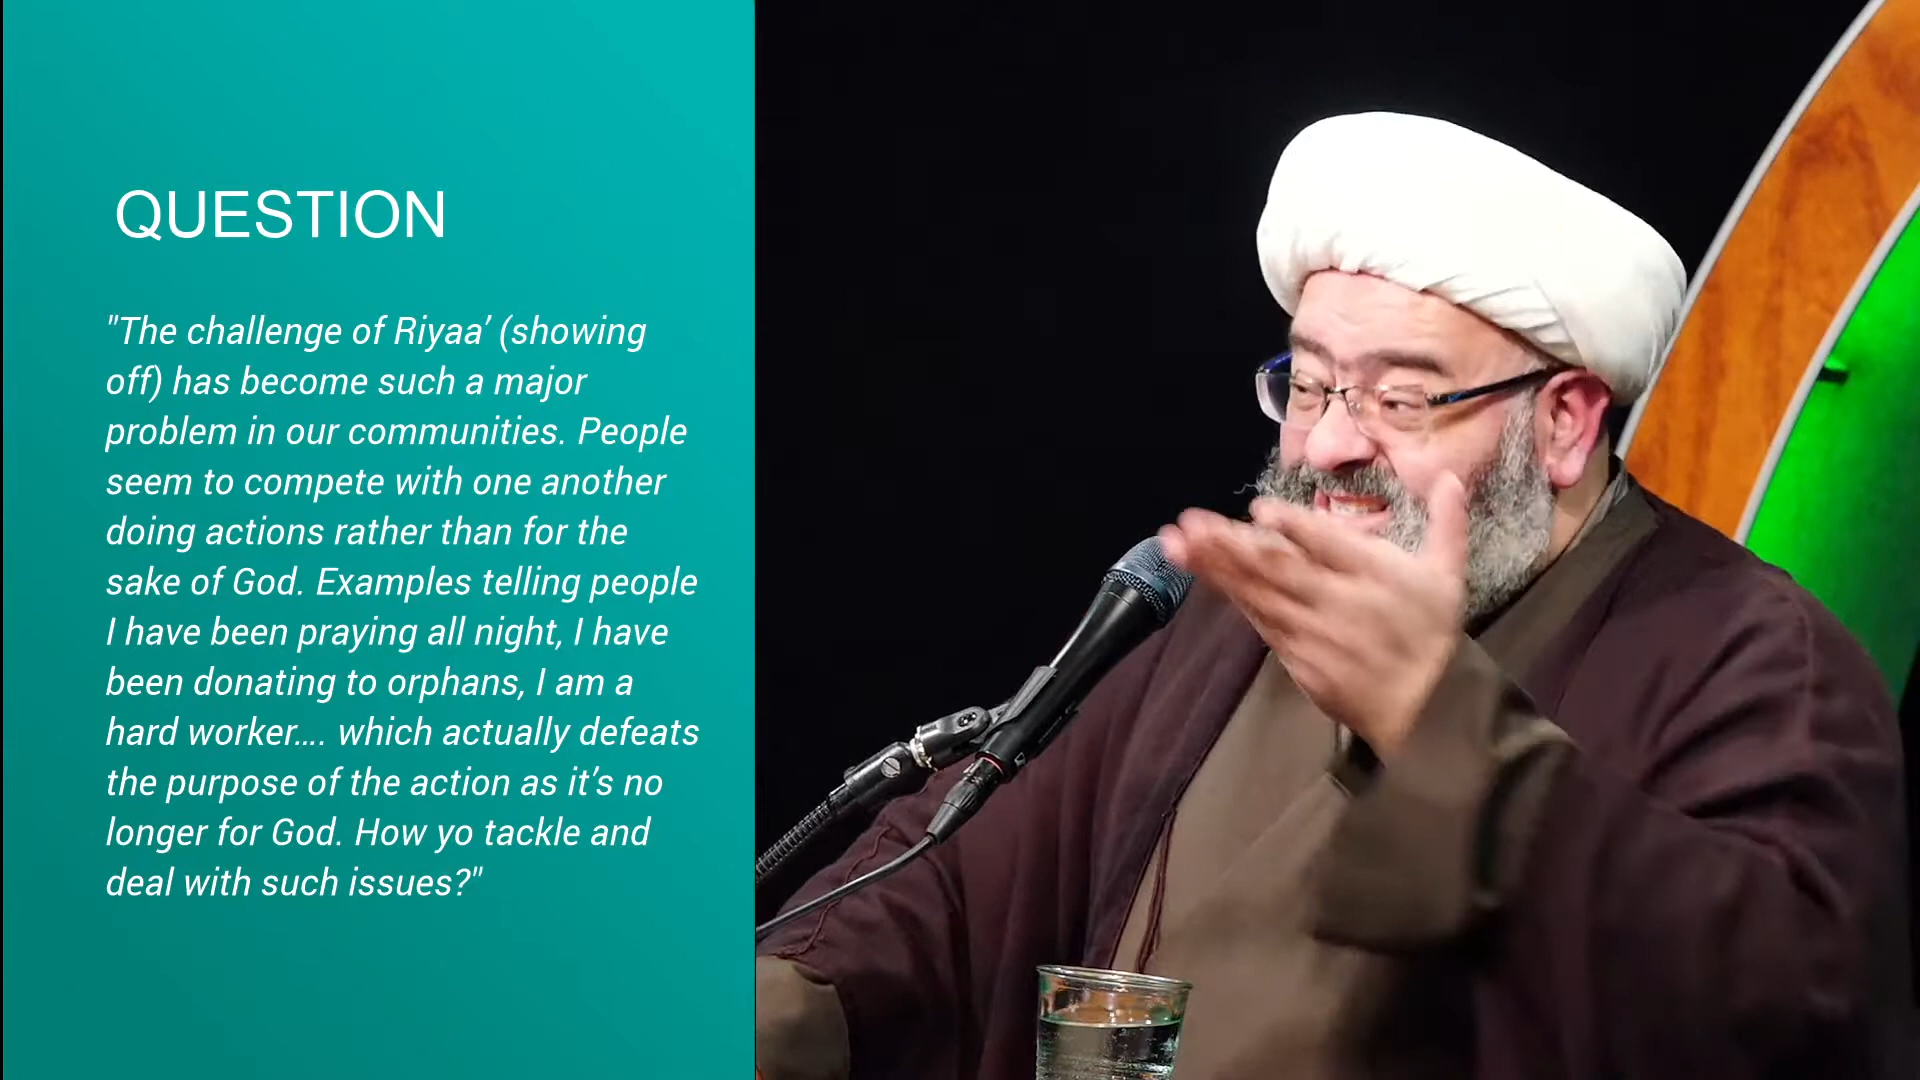 QUESTION
"The challenge of Riyaa’ (showing
off) has become such a major
problem in our communities. People
seem to compete with one another
doing actions rather than for the
sake of God. Examples telling people
I have been praying all night, I have
been donating to orphans, I am a
hard worker.... which actually defeats
the purpose of the action as it’s no
longer for God. How yo tackle and
deal with such issues?"